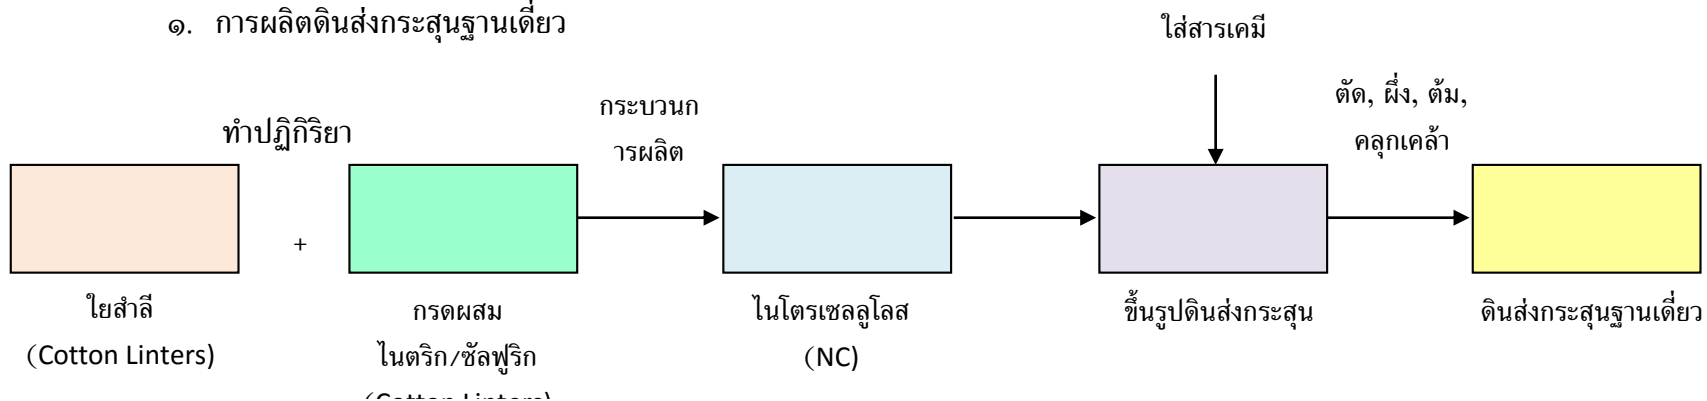 ๑. การผลิตดินส่งกระสุนฐานเดี่ยว
ใส่สารเคมี
ทำปฏิกิริยา
กระบวนก
ารผลิต
ตัด, ผึ่ง, ต้ม,
คลุกเคล้า
+
ใยสำลี
(Cotton Linters)
กรดผสม
ไนตริก/ซัลฟูริก
(Cotton Linters)
ไนโตรเซลลูโลส
(NC)
ขึ้นรูปดินส่งกระสุน
ดินส่งกระสุนฐานเดี่ยว